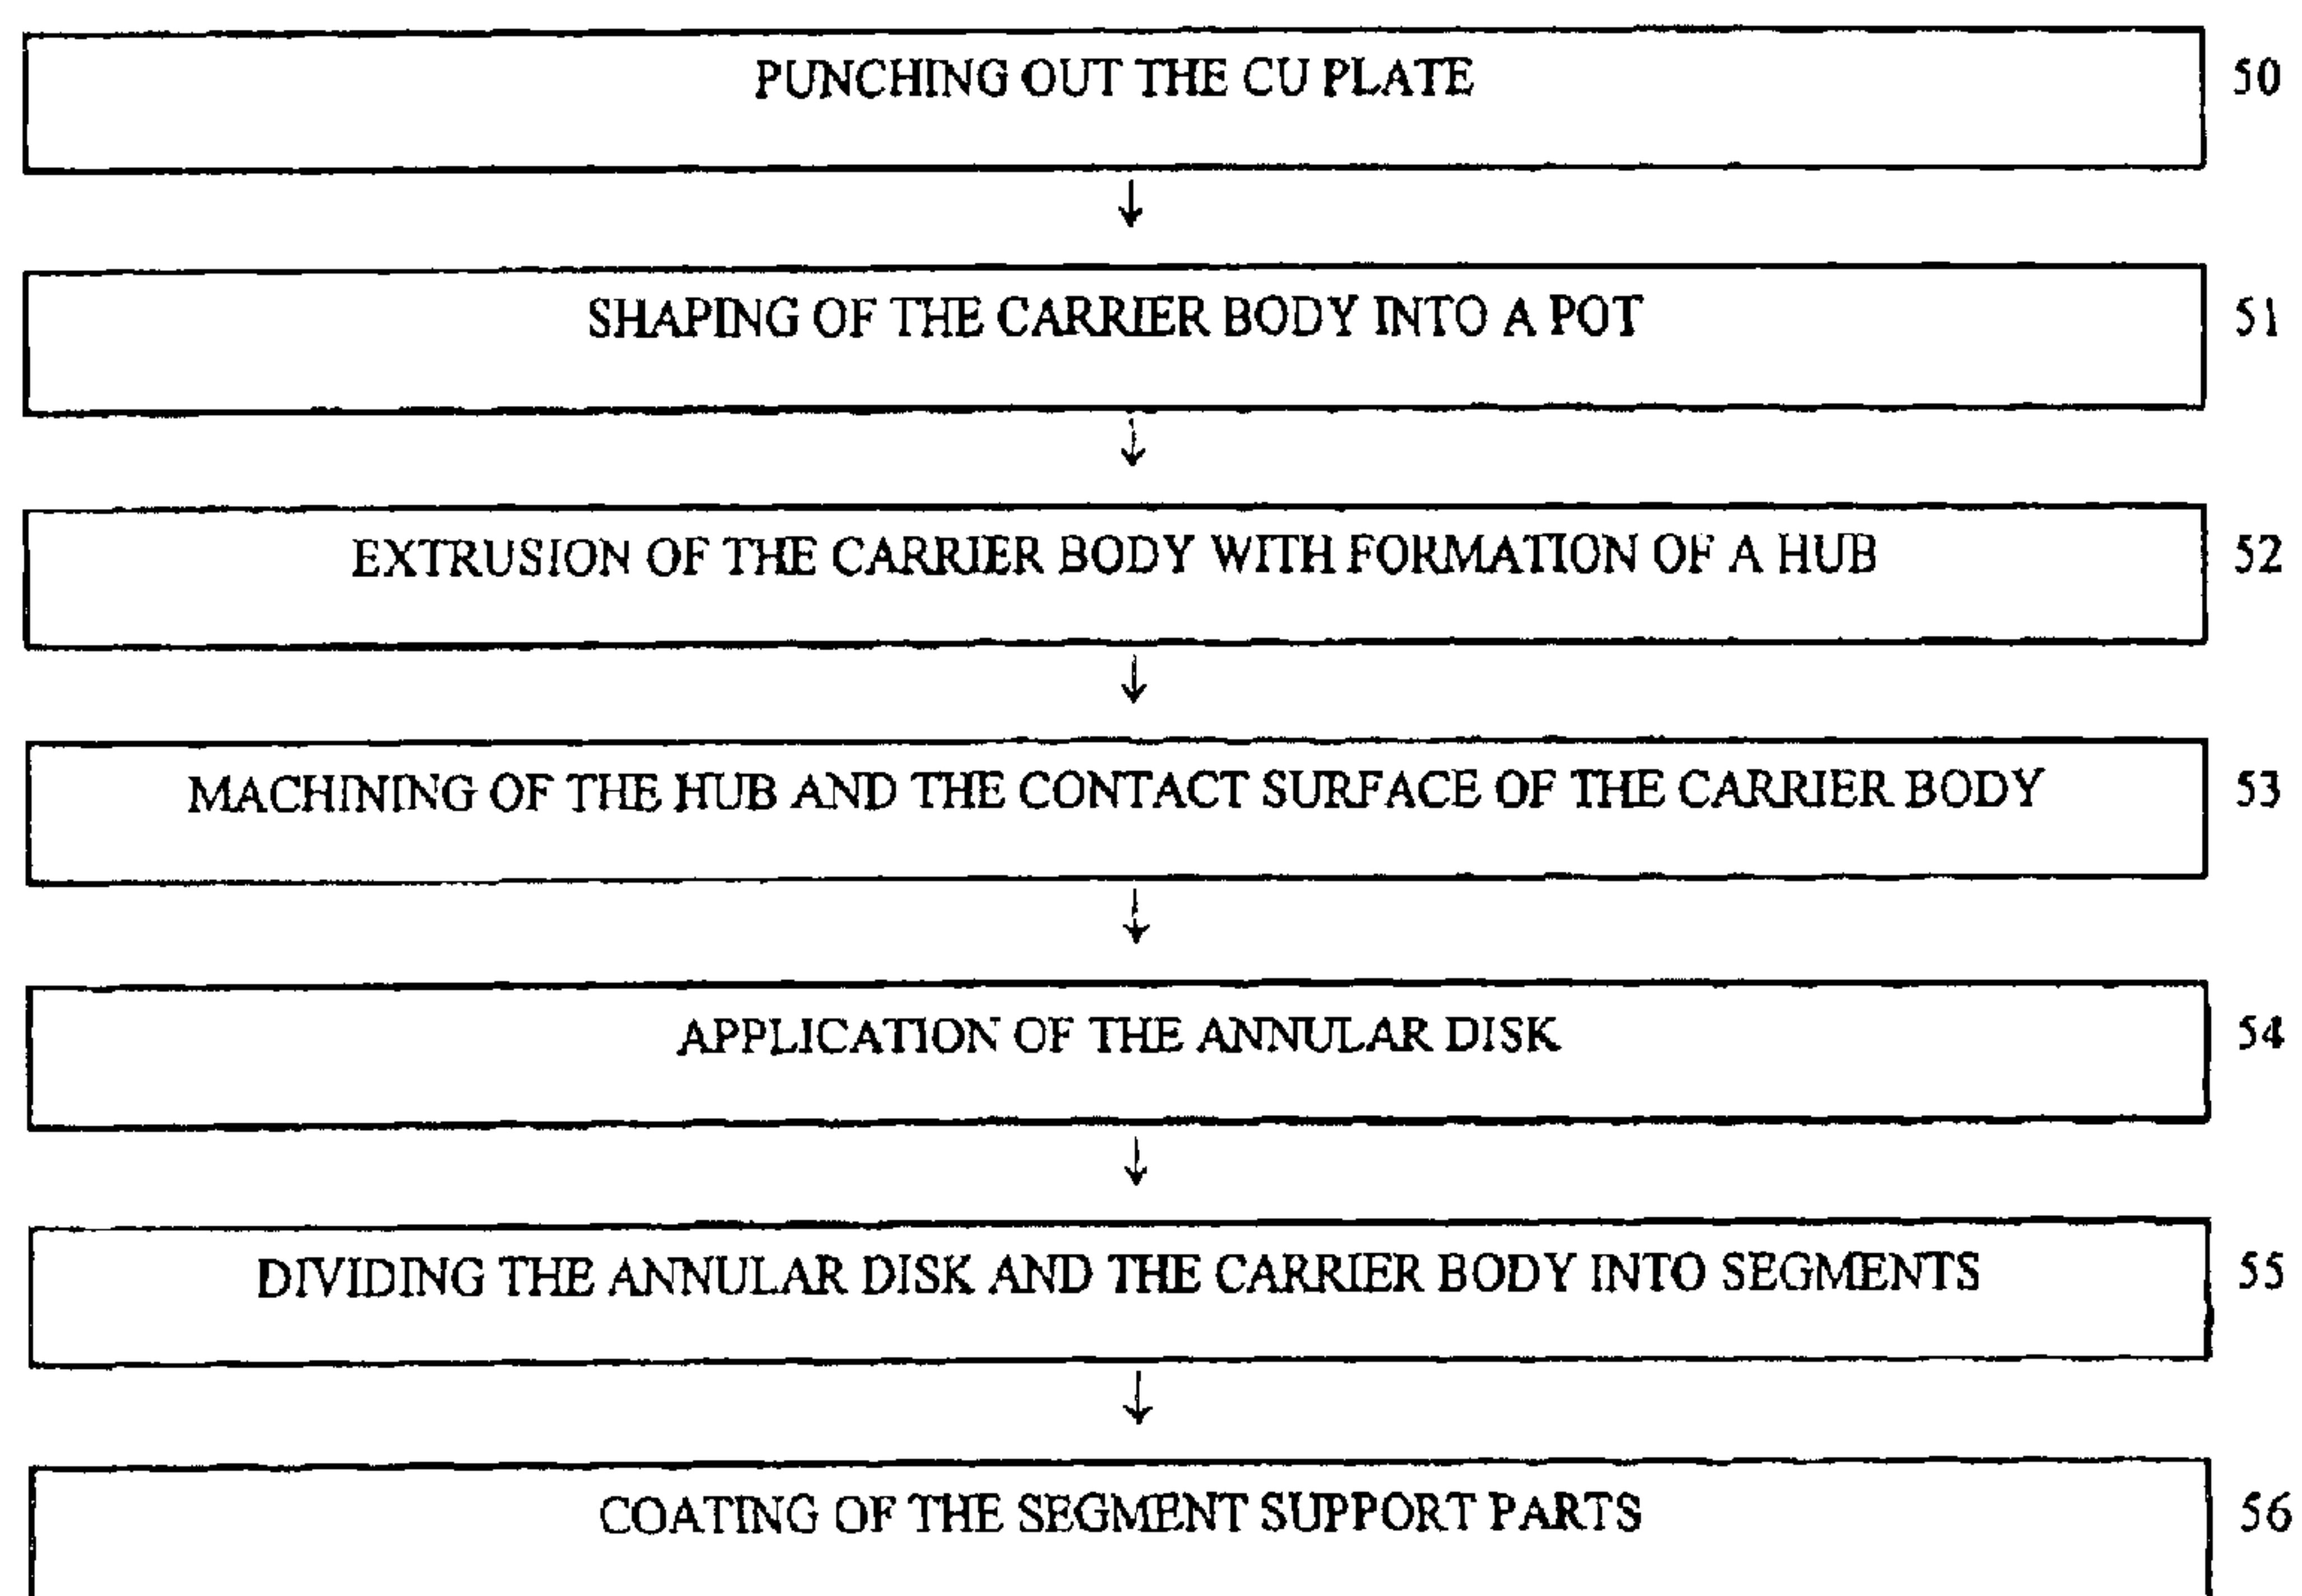 PUNCHING OUT THE CU PLATE 50
SHAPING OF THE CARRIER BODY INTO A POT 51
EXTRUSION OF THE CARRIER BODY WITH FORMATION OF A HUB 52
MACHINING OF THE HUB AND THE CONTACT SURFACE OF THE CARRIER BODY 53
APPLICATION OF THE ANNULAR DISK 54
DIVIDING THE ANNULAR DISK AND THE CARRIER BODY INTO SEGMENTS 55
COATING OF THE SEGMENT SUPPORT PARTS 56